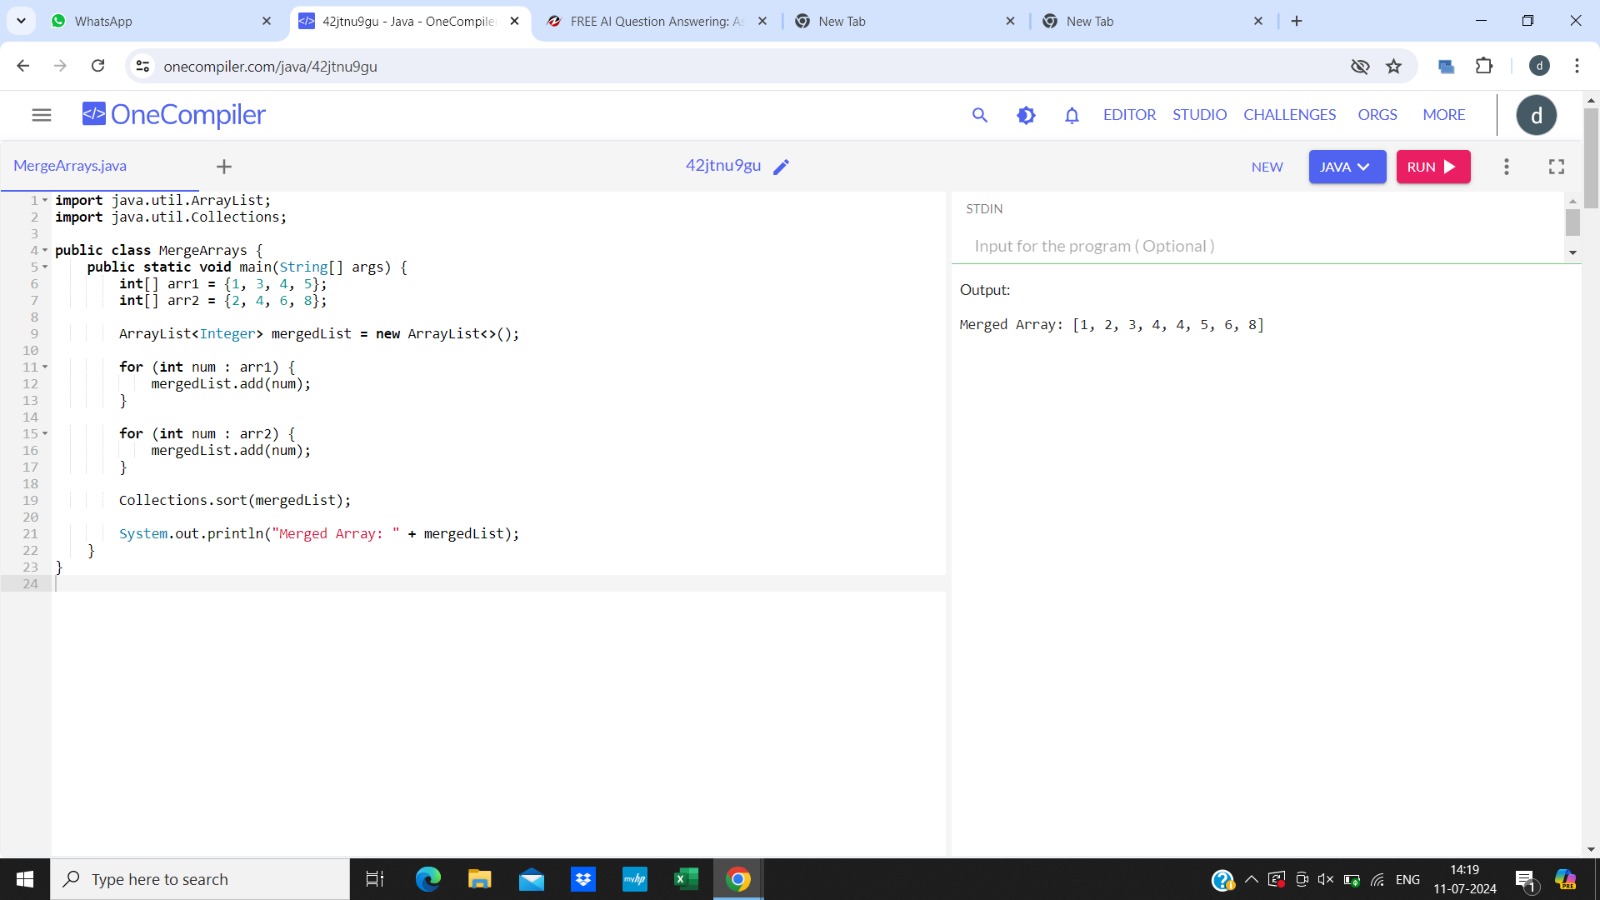 WhatsApp
42jtnu9gu - Java - OneCompiler
FREE AI Question Answering: As
New Tab
New Tab
onecompiler.com/java/42jtnu9gu
d
</> OneCompiler
EDITOR STUDIO CHALLENGES ORGS MORE
d
MergeArrays.java
42jtnu9gu
NEW
JAVA
RUN
1 import java.util.ArrayList;
2 import java.util.Collections;
3
4 public class MergeArrays {
5     public static void main(String[] args) {
6         int[] arr1 = {1, 3, 4, 5};
7         int[] arr2 = {2, 4, 6, 8};
8
9         ArrayList<Integer> mergedList = new ArrayList<>();
10
11         for (int num : arr1) {
12             mergedList.add(num);
13         }
14
15         for (int num : arr2) {
16             mergedList.add(num);
17         }
18
19         Collections.sort(mergedList);
20
21         System.out.println("Merged Array: " + mergedList);
22     }
23 }
24
STDIN
Input for the program ( Optional )
Output:
Merged Array: [1, 2, 3, 4, 4, 5, 6, 8]
Type here to search
myhp
ENG
14:19
11-07-2024
1
PRE